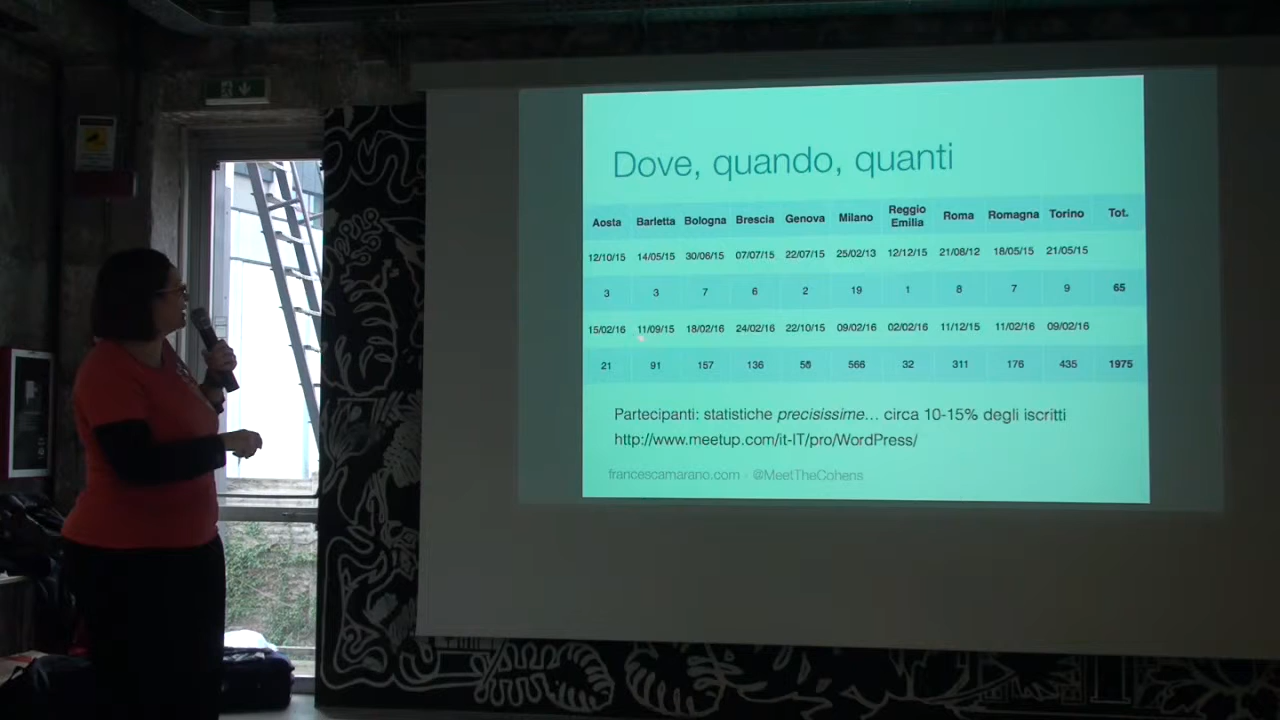 Dove, quando, quanti
Aosta Barletta Bologna Brescia Genova Milano Reggio Emilia Roma Romagna Torino Tot.
12/10/15 14/05/15 30/06/15 07/07/15 22/07/15 25/02/13 12/12/15 21/06/12 18/05/15 21/05/15
3 3 7 6 2 19 1 8 7 9 65
15/02/16 11/09/15 18/02/16 24/02/16 22/10/15 09/02/16 02/02/16 11/12/15 11/02/16 09/02/16
21 91 157 136 50 566 32 311 176 435 1975
Partecipanti: statistiche precisissime... circa 10-15% degli iscritti
http://www.meetup.com/it-IT/pro/WordPress/
francescamarano.com · @MeetTheCohens